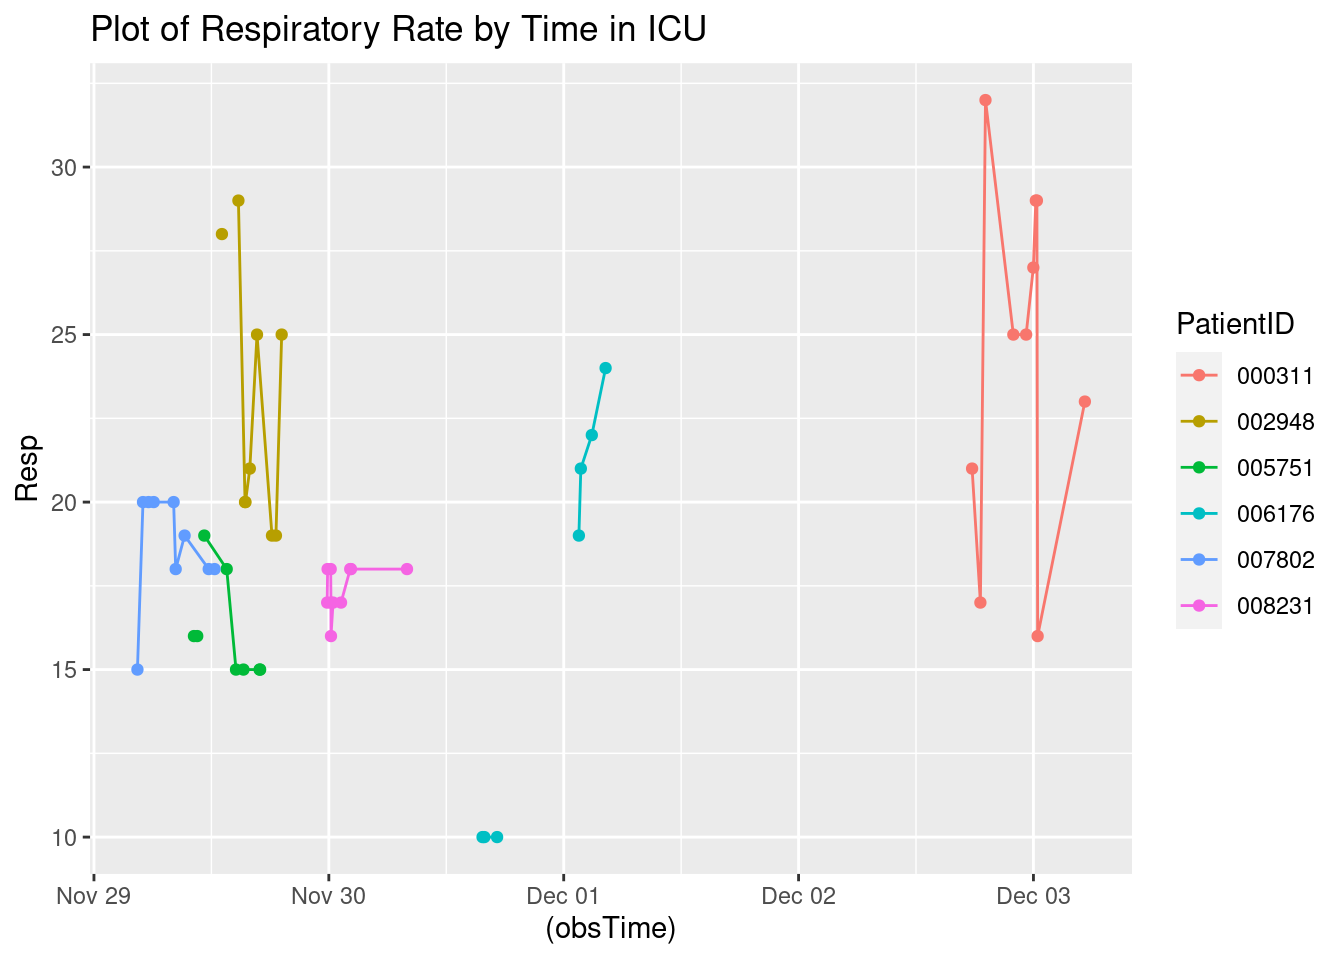 Plot of Respiratory Rate by Time in ICU
30
25
20
15
10
Resp
Nov 29
Nov 30
Dec 01
Dec 02
Dec 03
(obsTime)
PatientID
000311
002948
005751
006176
007802
008231